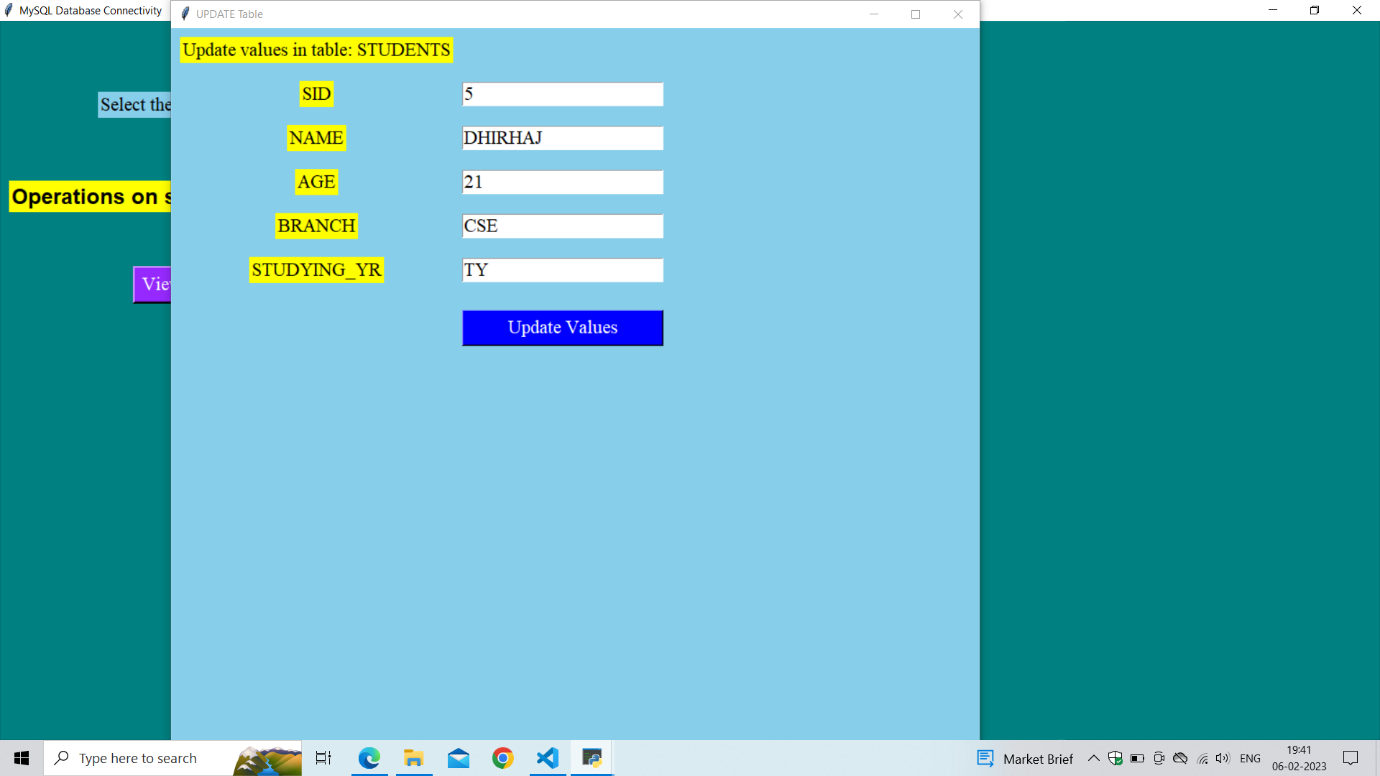 MySQL Database Connectivity
UPDATE Table
Update values in table: STUDENTS
Select the
SID 5
NAME DHIRHAJ
AGE 21
Operations on s
BRANCH CSE
STUDYING_YR TY
Vie
Update Values
Type here to search
Market Brief
ENG
19:41
06-02-2023